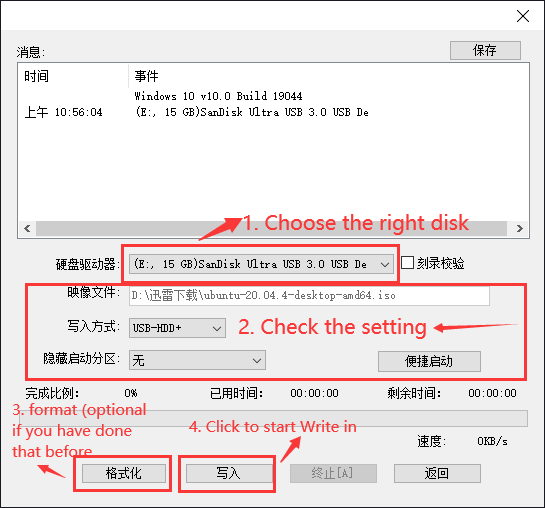 消息:
保存
时间 事件
Windows 10 v10.0 Build 19044
上午 10:56:04 (E:, 15 GB)SanDisk Ultra USB 3.0 USB De
1. Choose the right disk
硬盘驱动器: (E:, 15 GB)SanDisk Ultra USB 3.0 USB De 刻录校验
映像文件: D:\迅雷下载\ubuntu-20.04.4-desktop-amd64.iso
写入方式: USB-HDD+ 2. Check the setting
隐藏启动分区: 无 便捷启动
完成比例: 0% 已用时间: 00:00:00 剩余时间: 00:00:00
3. format (optional
if you have done
that before
4. Click to start Write in
速度: 0KB/s
格式化 写入 终止[A] 返回